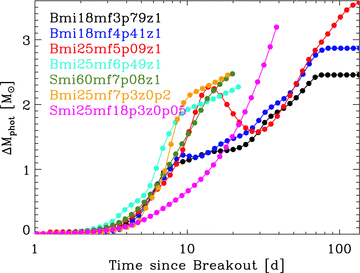 Bmi18mf3p79z1
Bmi18mf4p41z1
Bmi25mf5p09z1
Bmi25mf6p49z1
Smi60mf7p08z1
Bmi25mf7p3z0p2
Smi25mf18p3z0p05
ΔM_phot [M_⊙]
3
2
1
0
1
10
100
Time since Breakout [d]